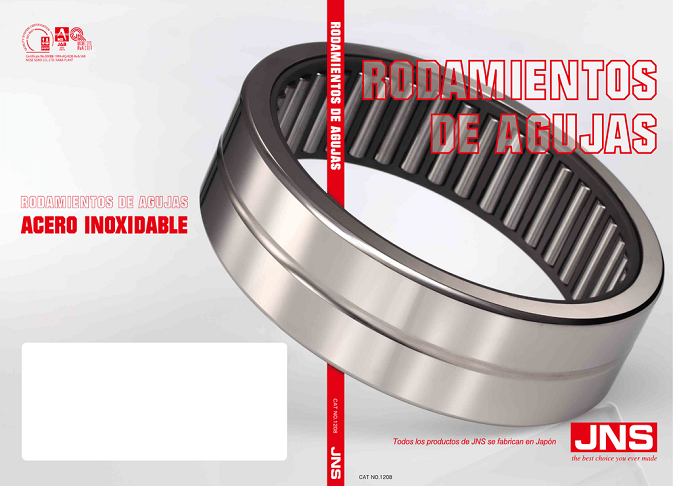 JAB
RODAMIENTOS DE AGUJAS
ACERO INOXIDABLE
RODAMIENTOS DE AGUJAS
CAT NO.1208
JNS
RODAMIENTOS
DE AGUJAS
Todos los productos de JNS se fabrican en Japón
JNS
the best choice you ever made
CAT NO.1208